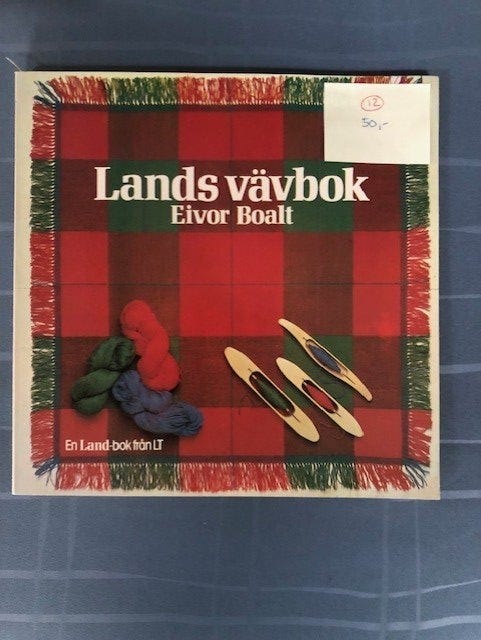 12
50,-
Lands vävbok
Eivor Boalt
En Land-bok från LT